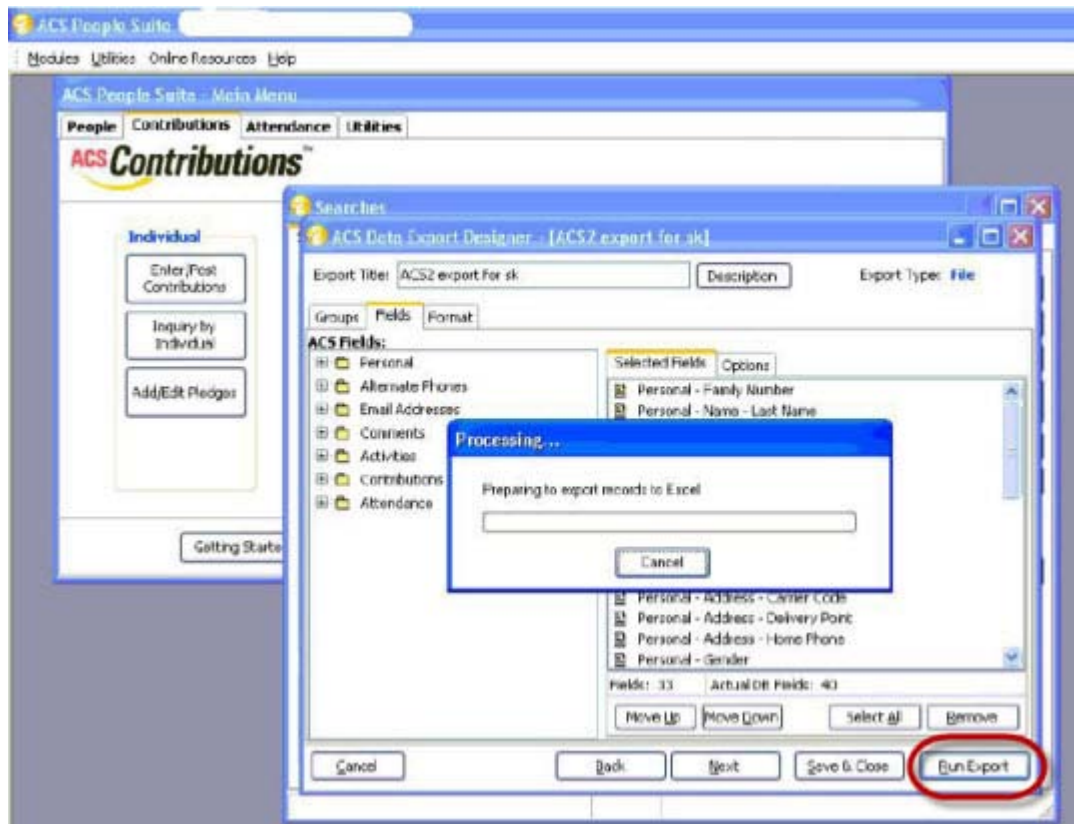 ACS People Suite
Modules Utilities Online Resources Help
ACS People Suite - Main Menu
People Contributions Attendance Utilities
ACS Contributions™
Individual
Enter/Post
Contributions
Inquiry by
Individual
Add/Edit Pledges
Getting Starte
Searches
ACS Data Export Designer - [ACS2 export for sk]
Export Title: ACS2 export for sk Description Export Type: File
Groups Fields Format
ACS Fields:
Personal
Alternate Phones
Email Addresses
Comments
Activities
Contributions
Attendance
Selected Fields Options
Personal - Family Number
Personal - Name - Last Name
Processing...
Preparing to export records to Excel
Cancel
Personal - Address - Carrier Code
Personal - Address - Delivery Point
Personal - Address - Home Phone
Personal - Gender
Fields: 33 Actual DB Fields: 40
Move Up Move Down Select All Remove
Cancel Back Next Save & Close Run Export